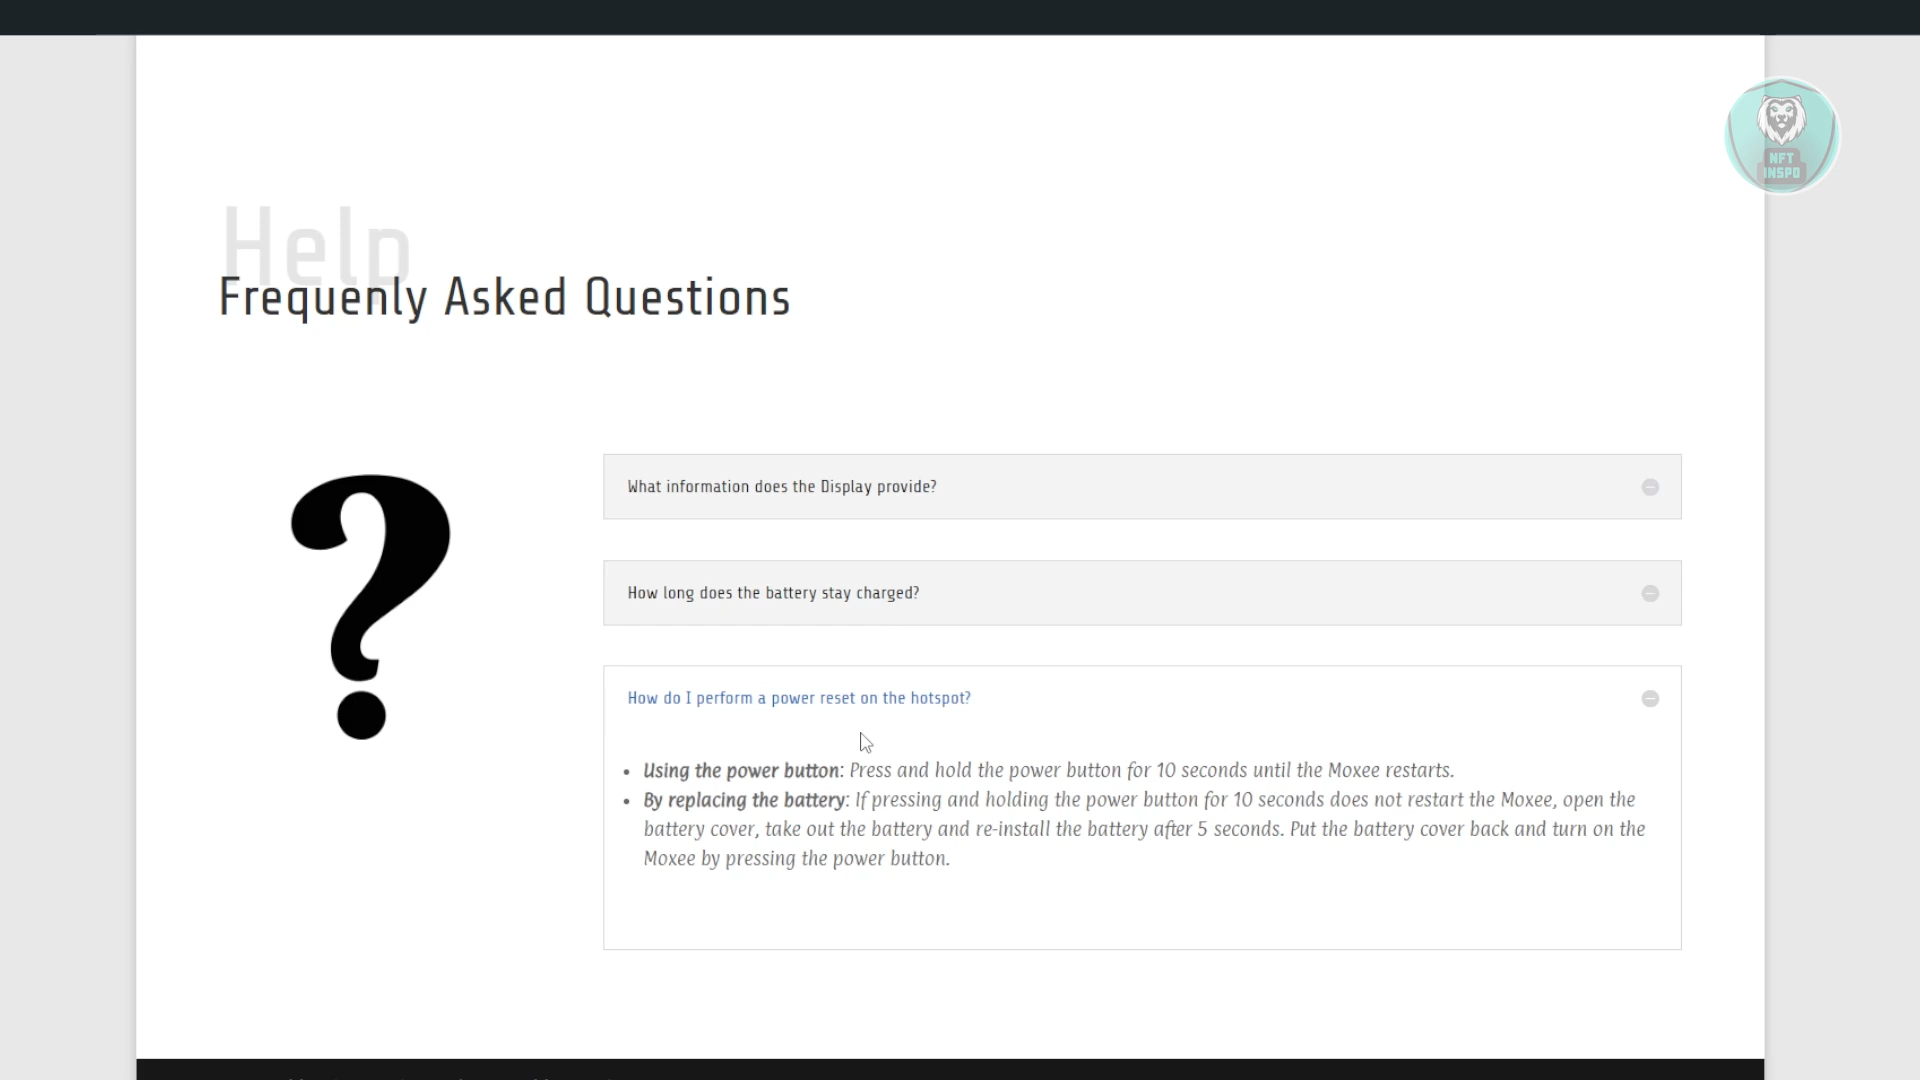 NFT
INSPO
Help
Frequenly Asked Questions
What information does the Display provide?
How long does the battery stay charged?
How do I perform a power reset on the hotspot?
• Using the power button: Press and hold the power button for 10 seconds until the Moxee restarts.
• By replacing the battery: If pressing and holding the power button for 10 seconds does not restart the Moxee, open the
battery cover, take out the battery and re-install the battery after 5 seconds. Put the battery cover back and turn on the
Moxee by pressing the power button.